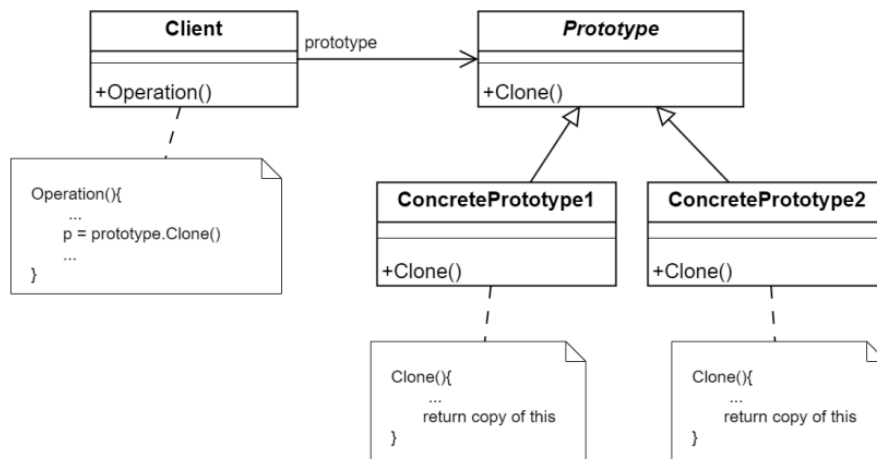 Client
prototype
Prototype
+Operation()
+Clone()
Operation(){
...
p = prototype.Clone()
...
}
ConcretePrototype1
+Clone()
ConcretePrototype2
+Clone()
Clone(){
...
return copy of this
}
Clone(){
...
return copy of this
}